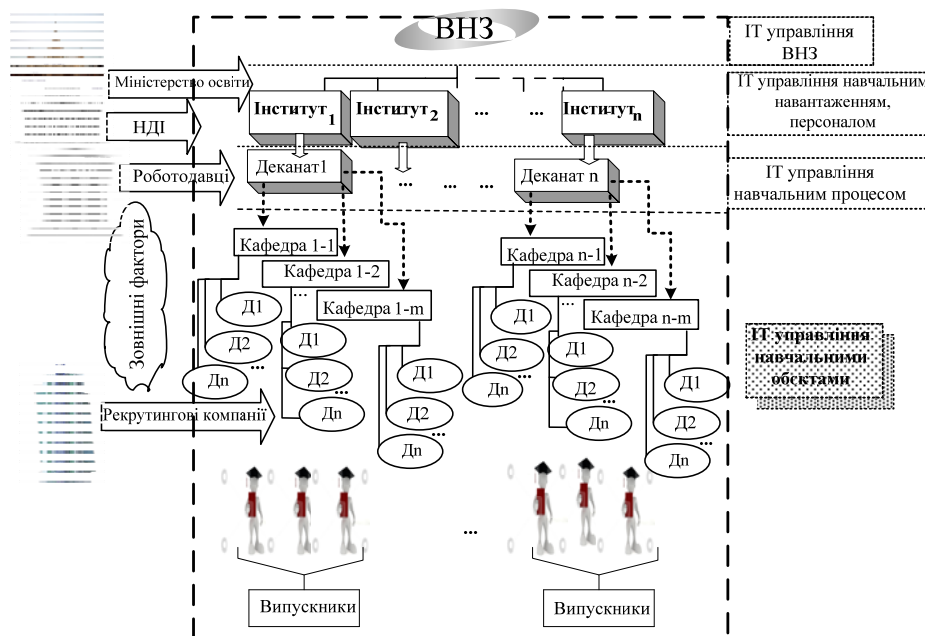 ВНЗ
ІТ управління
ВНЗ
Міністерство освіти
ІТ управління навчальним
навантаженням,
персоналом
Інститут1
Інститут2
...
...
Інститутn
НДІ
Роботодавці
Деканат1
...
...
...
Деканат n
ІТ управління
навчальним процесом
Зовнішні фактори
Кафедра 1-1
Кафедра 1-2
...
Кафедра 1-m
Кафедра n-1
Кафедра n-2
...
Кафедра n-m
Д1
Д2
...
Дn
Д1
Д2
...
Дn
Д1
Д2
...
Дn
Д1
Д2
...
Дn
Д1
Д2
...
Дn
Д1
Д2
...
Дn
ІТ управління
навчальними
обєктами
Рекрутингові компанії
...
Випускники
Випускники